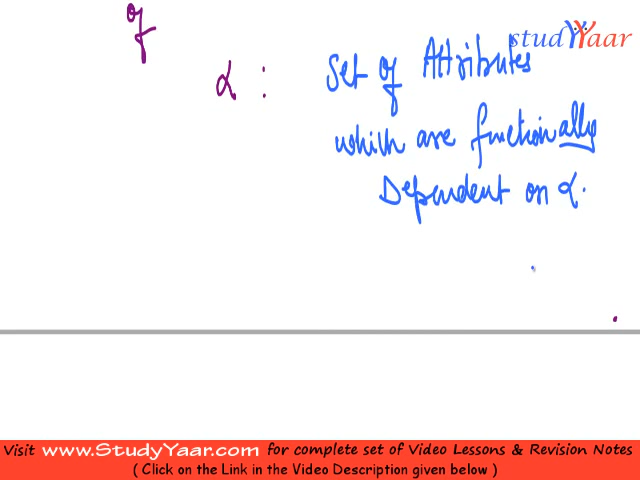 of
studYYaar
α : Set of Attributes
which are functionally
Dependent on α.
Visit www.StudyYaar.com for complete set of Video Lessons & Revision Notes
( Click on the Link in the Video Description given below )